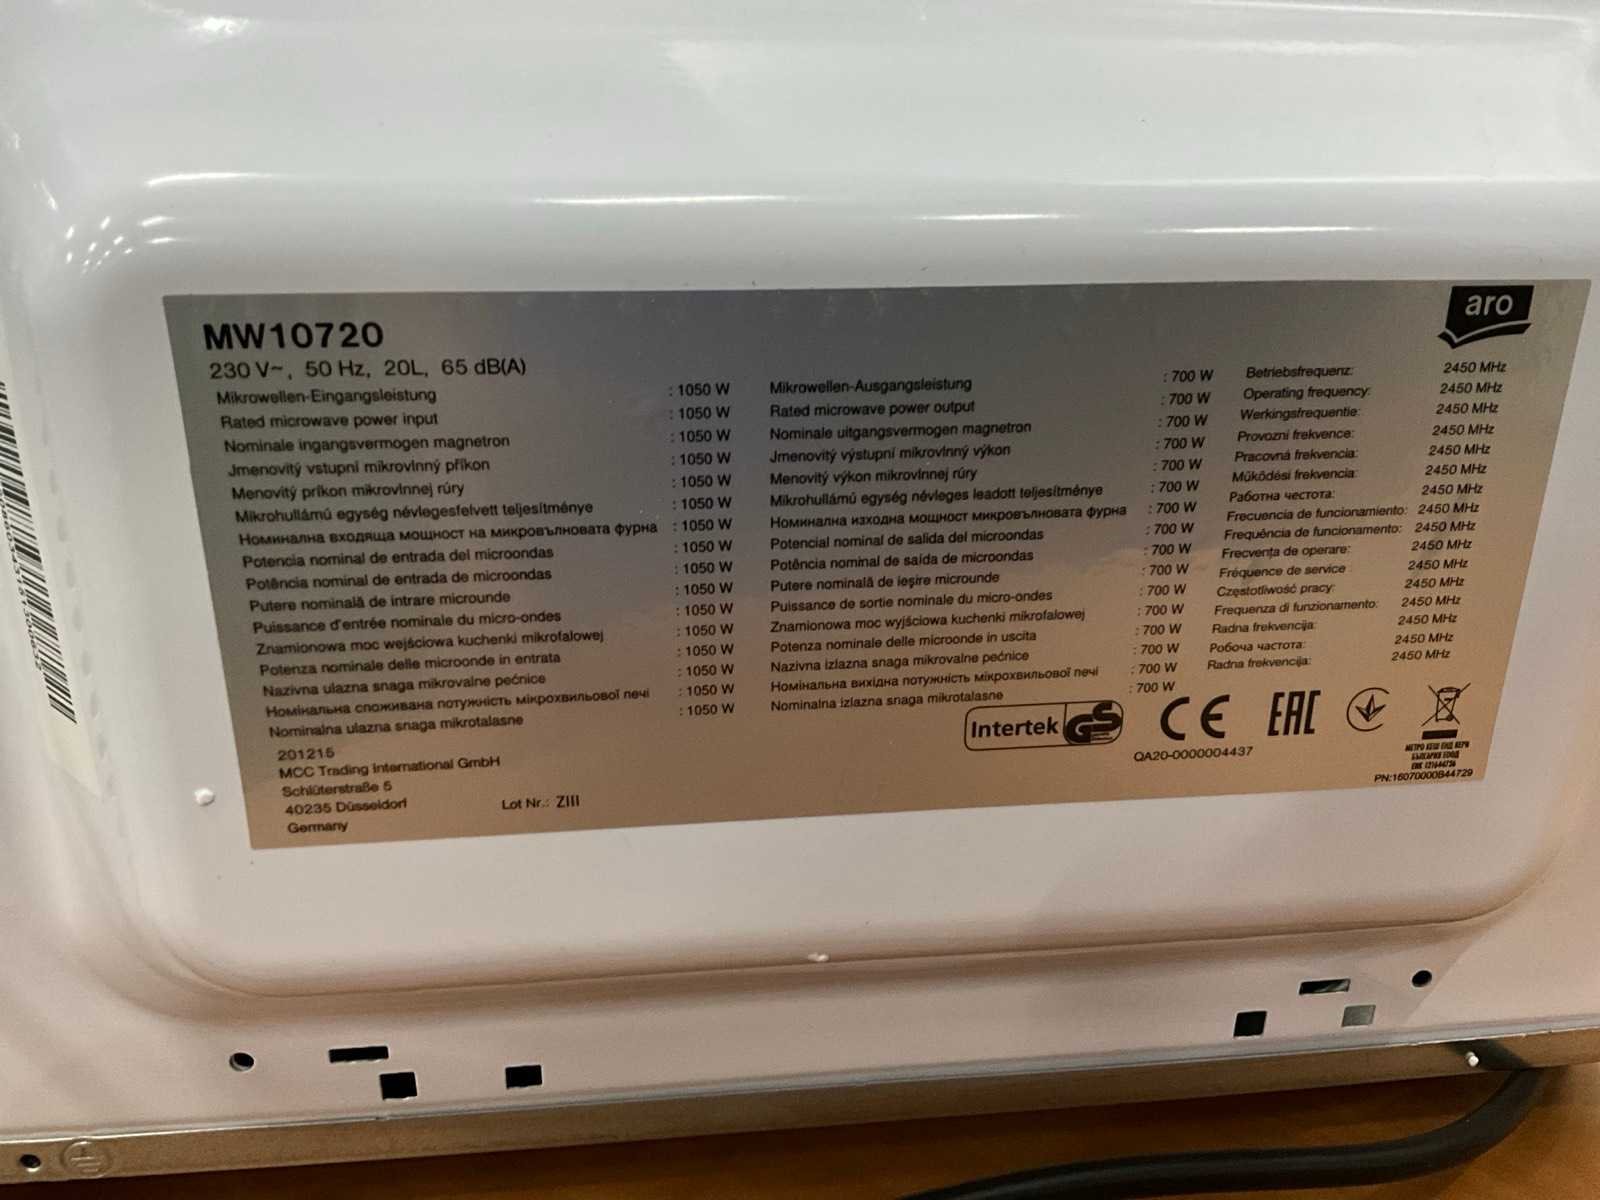 aro
MW10720
230 V~, 50 Hz, 20L, 65 dB(A)
Mikrowellen-Eingangsleistung : 1050 W
Rated microwave power input : 1050 W
Nominale ingangsvermogen magnetron : 1050 W
Jmenovitý vstupní mikrovlnný příkon : 1050 W
Menovitý príkon mikrovlnnej rúry : 1050 W
Mikrohullámú egység névlegesfelvett teljesítménye : 1050 W
Номинална входяща мощност на микровълновата фурна : 1050 W
Potencia nominal de entrada del microondas : 1050 W
Potência nominal de entrada de microondas : 1050 W
Putere nominală de intrare microunde : 1050 W
Puissance d'entrée nominale du micro-ondes : 1050 W
Znamionowa moc wejściowa kuchenki mikrofalowej : 1050 W
Potenza nominale delle microonde in entrata : 1050 W
Nazivna ulazna snaga mikrovalne pećnice : 1050 W
Номінальна споживана потужність мікрохвильової печі : 1050 W
Nominalna ulazna snaga mikrotalasne : 1050 W
Mikrowellen-Ausgangsleistung : 700 W
Rated microwave power output : 700 W
Nominale uitgangsvermogen magnetron : 700 W
Jmenovitý výstupní mikrovlnný výkon : 700 W
Menovitý výkon mikrovlnnej rúry : 700 W
Mikrohullámú egység névleges leadott teljesítménye : 700 W
Номинална изходна мощност микровълновата фурна : 700 W
Potencial nominal de salida del microondas : 700 W
Potência nominal de saída de microondas : 700 W
Putere nominală de ieşire microunde : 700 W
Puissance de sortie nominale du micro-ondes : 700 W
Znamionowa moc wyjściowa kuchenki mikrofalowej : 700 W
Potenza nominale delle microonde in uscita : 700 W
Nazivna izlazna snaga mikrovalne pećnice : 700 W
Номінальна вихідна потужність мікрохвильової печі : 700 W
Nominalna izlazna snaga mikrotalasne : 700 W
Betriebsfrequenz: 2450 MHz
Operating frequency: 2450 MHz
Werkingsfrequentie: 2450 MHz
Provozní frekvence: 2450 MHz
Pracovná frekvencia: 2450 MHz
Működési frekvencia: 2450 MHz
Работна честота: 2450 MHz
Frecuencia de funcionamiento: 2450 MHz
Frequência de funcionamento: 2450 MHz
Frecvența de operare: 2450 MHz
Fréquence de service : 2450 MHz
Częstotliwość pracy: 2450 MHz
Frequenza di funzionamento: 2450 MHz
Radna frekvencija: 2450 MHz
Робоча частота: 2450 MHz
Radna frekvencija: 2450 MHz
201215
MCC Trading International GmbH
Schlüterstraße 5
40235 Düsseldorf
Germany
Lot Nr.: ZIII
Intertek GS
CE
EAC
QA20-0000004437
МЕТРО КЕШ ЕНД КЕРИ
БЪЛГАРИЯ ЕООД
ЕИК 121644736
PN:16070000B44729